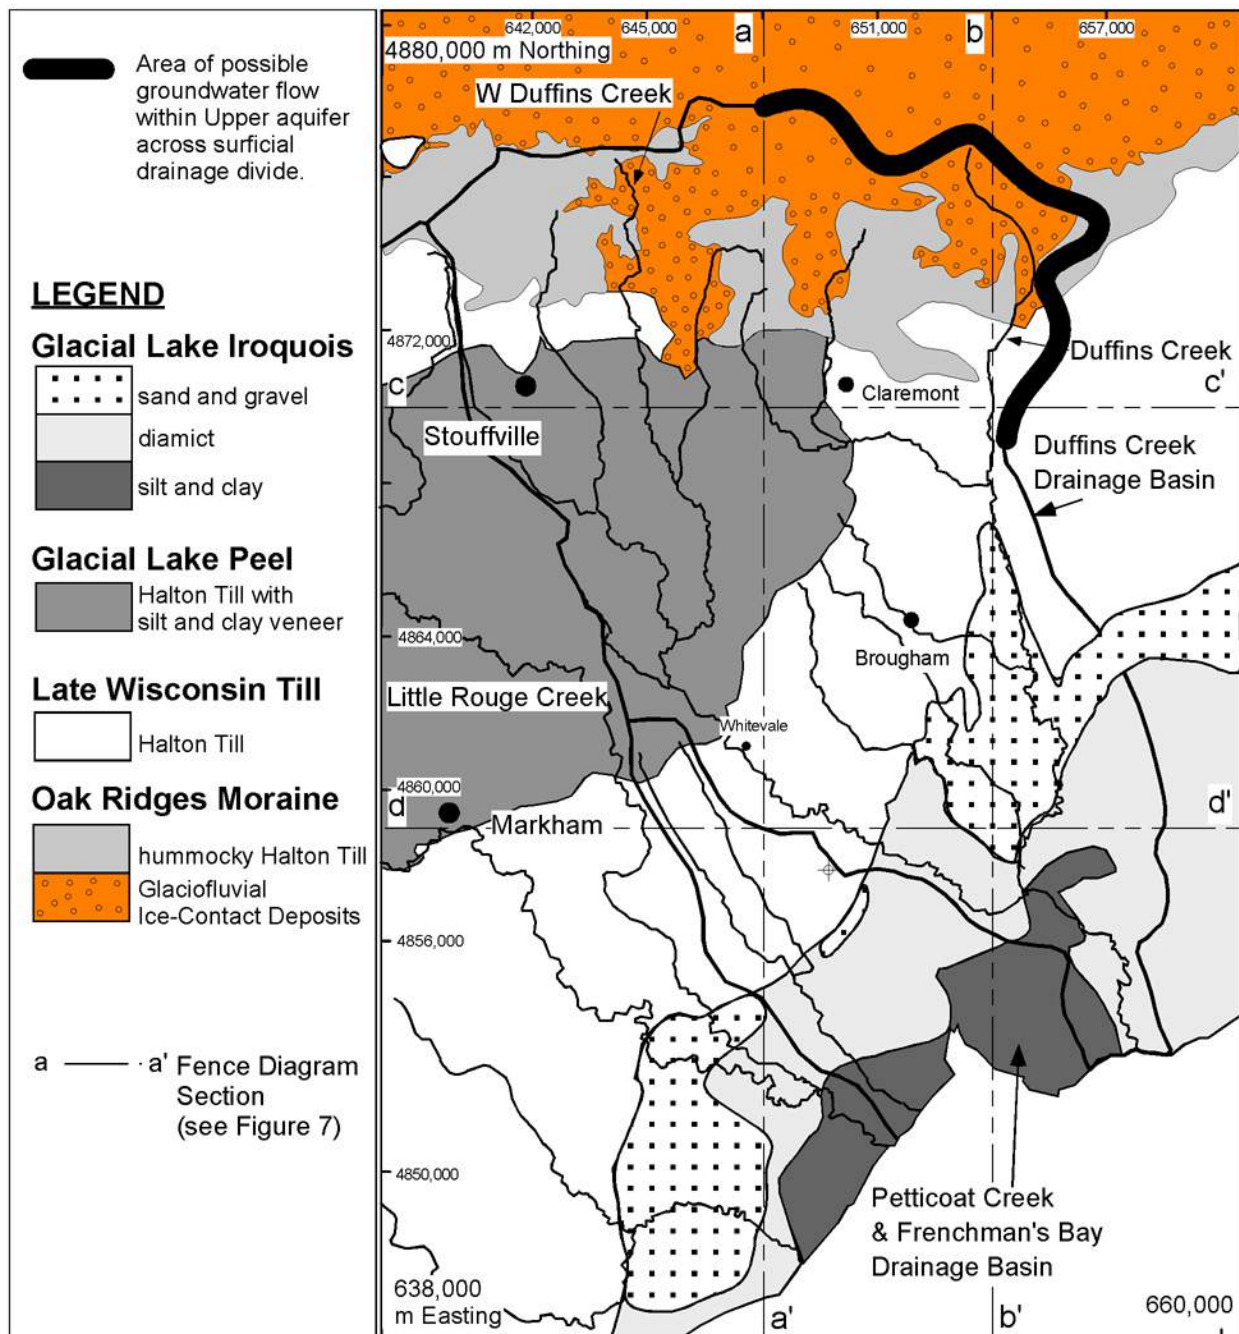 Area of possible
groundwater flow
within Upper aquifer
across surficial
drainage divide.
LEGEND
Glacial Lake Iroquois
sand and gravel
diamict
silt and clay
Glacial Lake Peel
Halton Till with
silt and clay veneer
Late Wisconsin Till
Halton Till
Oak Ridges Moraine
hummocky Halton Till
Glaciofluvial
Ice-Contact Deposits
a a' Fence Diagram
Section
(see Figure 7)
642,000 645,000 a 651,000 b 657,000
4880,000 m Northing
W Duffins Creek
4872,000
Duffins Creek
c c'
Claremont
Stouffville
Duffins Creek
Drainage Basin
4864,000
Brougham
Little Rouge Creek
Whitevale
4860,000
d d'
Markham
4856,000
4850,000
Petticoat Creek
& Frenchman's Bay
Drainage Basin
638,000
m Easting
a' b'
660,000